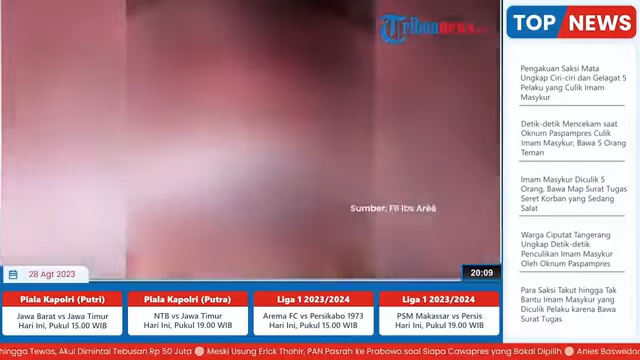 Tribunnews.com
TOP NEWS
Pengakuan Saksi Mata
Ungkap Ciri-ciri dan Gelagat 5
Pelaku yang Culik Imam
Masykur
Detik-detik Mencekam saat
Oknum Paspampres Culik
Imam Masykur, Bawa 5 Orang
Teman
Imam Masykur Diculik 5
Orang, Bawa Map Surat Tugas
Seret Korban yang Sedang
Salat
Warga Ciputat Tangerang
Ungkap Detik-detik
Penculikan Imam Masykur
Oleh Oknum Paspampres
Para Saksi Takut hingga Tak
Bantu Imam Masykur yang
Diculik Pelaku karena Bawa
Surat Tugas
Sumber: FB Ibs Areë
28 Agt 2023
20:09
Piala Kapolri (Putri)
Jawa Barat vs Jawa Timur
Hari Ini, Pukul 15.00 WIB
Piala Kapolri (Putra)
NTB vs Jawa Timur
Hari Ini, Pukul 19.00 WIB
Liga 1 2023/2024
Arema FC vs Persikabo 1973
Hari Ini, Pukul 15.00 WIB
Liga 1 2023/2024
PSM Makassar vs Persis
Hari Ini, Pukul 19.00 WIB
hingga Tewas, Akui Dimintal Tebusan Rp 50 Juta Meski Usung Erick Thohir, PAN Pasrah ke Prabowo soal Siapa Cawapres yang Bakal Dipilih Anies Baswedan